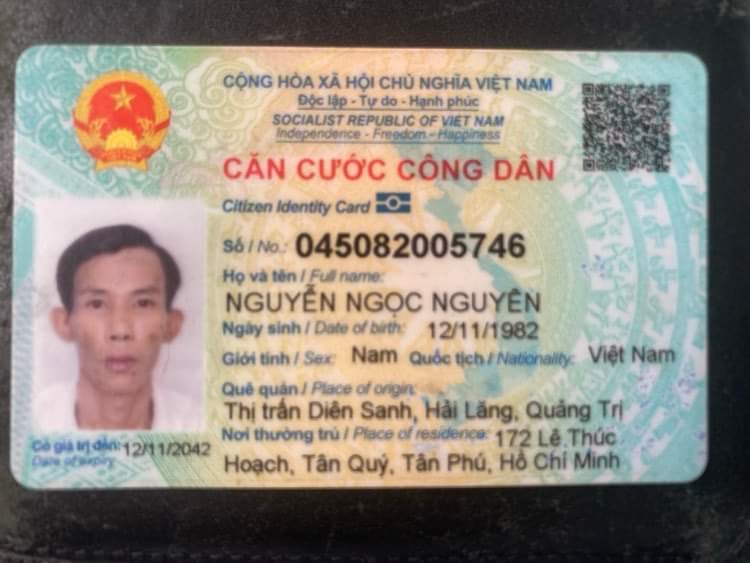 CỘNG HÒA XÃ HỘI CHỦ NGHĨA VIỆT NAM
Độc lập - Tự do - Hạnh phúc
SOCIALIST REPUBLIC OF VIET NAM
Independence - Freedom - Happiness
CĂN CƯỚC CÔNG DÂN
Citizen Identity Card
Số / No.: 045082005746
Họ và tên / Full name:
NGUYỄN NGỌC NGUYÊN
Ngày sinh / Date of birth: 12/11/1982
Giới tính / Sex: Nam Quốc tịch / Nationality: Việt Nam
Quê quán / Place of origin:
Thị trấn Diên Sanh, Hải Lăng, Quảng Trị
Nơi thường trú / Place of residence: 172 Lê Thúc
Hoạch, Tân Quý, Tân Phú, Hồ Chí Minh
Có giá trị đến: 12/11/2042
Date of expiry